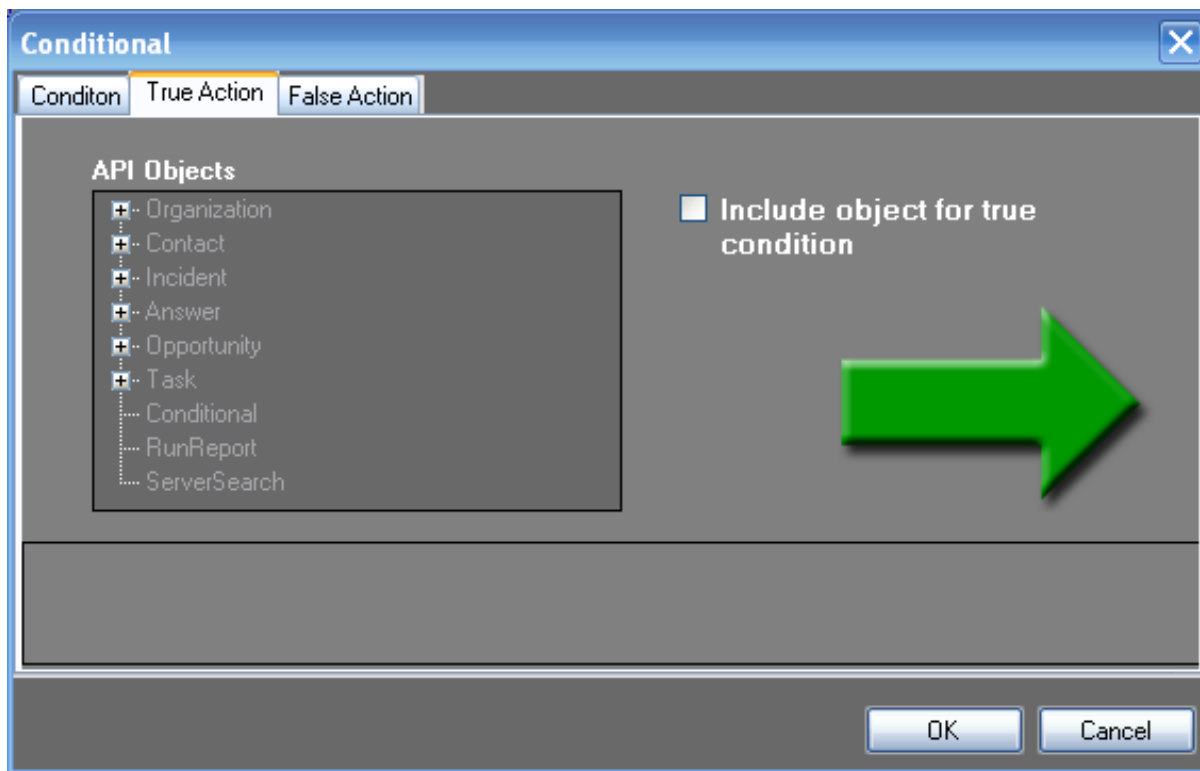 Conditional
Conditon
True Action
False Action
API Objects
Organization
Contact
Incident
Answer
Opportunity
Task
Conditional
RunReport
ServerSearch
Include object for true
condition
OK
Cancel